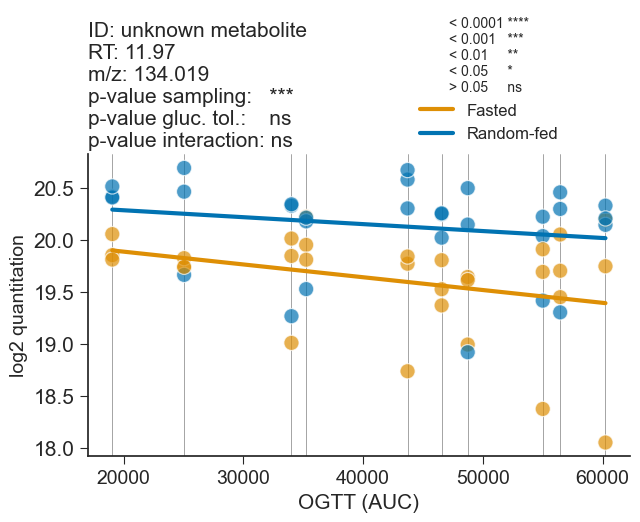 ID: unknown metabolite
RT: 11.97
m/z: 134.019
p-value sampling: ***
p-value gluc. tol.: ns
p-value interaction: ns
< 0.0001 ****
< 0.001 ***
< 0.01 **
< 0.05 *
> 0.05 ns
Fasted
Random-fed
log2 quantitation
20.5
20.0
19.5
19.0
18.5
18.0
20000 30000 40000 50000 60000
OGTT (AUC)